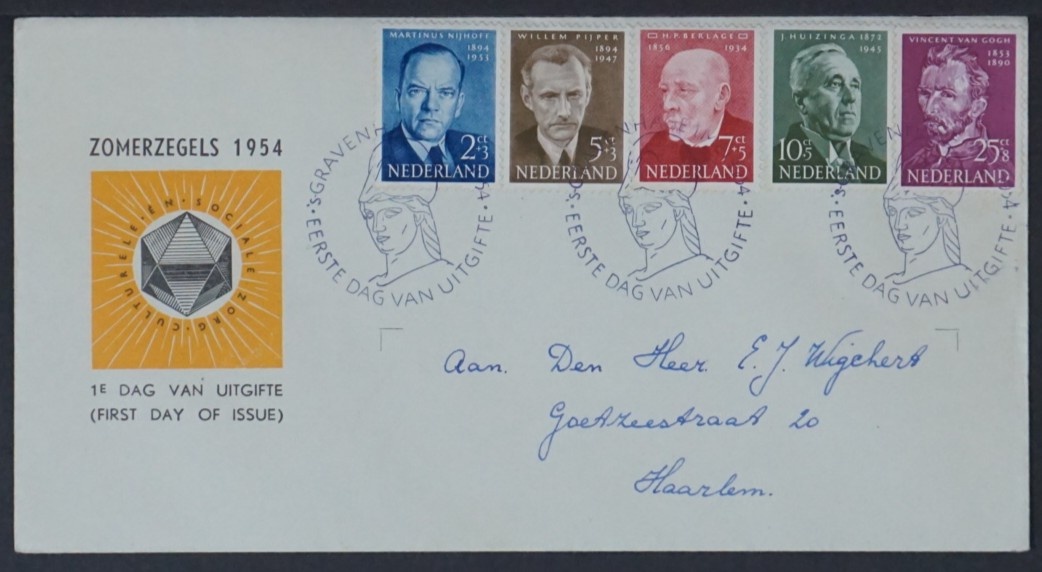 MARTINUS NIJHOFF
1894
1953
2ct
+3
NEDERLAND
WILLEM PIJPER
1894
1947
5ct
+3
NEDERLAND
H.P. BERLAGE
1856 1934
7ct
+5
NEDERLAND
J. HUIZINGA 1872
1945
10ct
+5
NEDERLAND
VINCENT VAN GOGH
1853
1890
25ct
+8
NEDERLAND
ZOMERZEGELS 1954
CULTURELE·EN·SOCIALE ZORG·
1E DAG VAN UITGIFTE
(FIRST DAY OF ISSUE)
'sGRAVENH
·EERSTE DAG VAN UITGIFTE·
EERSTE DAG VAN UITGIFTE·
·EERSTE DAG VAN UITGIFTE·
Aan. Den Heer. E. J. Wigchert
Goetzeestraat 20
Haarlem.